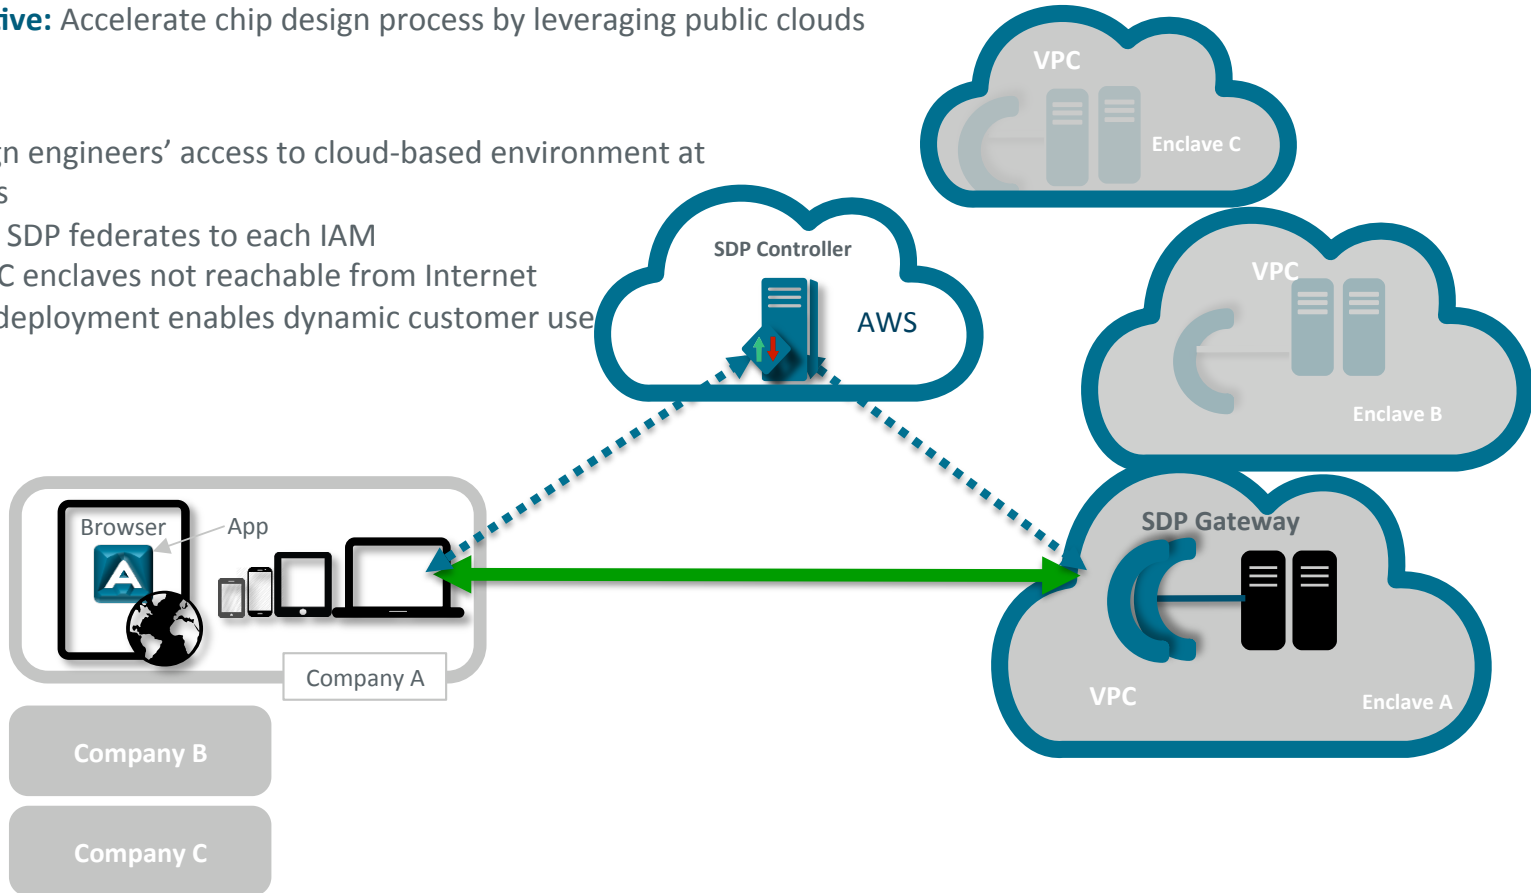 tive: Accelerate chip design process by leveraging public clouds
gn engineers’ access to cloud-based environment at
s
SDP federates to each IAM
C enclaves not reachable from Internet
deployment enables dynamic customer use
VPC
Enclave C
SDP Controller
AWS
VPC
Enclave B
Browser
App
A
Company A
SDP Gateway
VPC
Enclave A
Company B
Company C